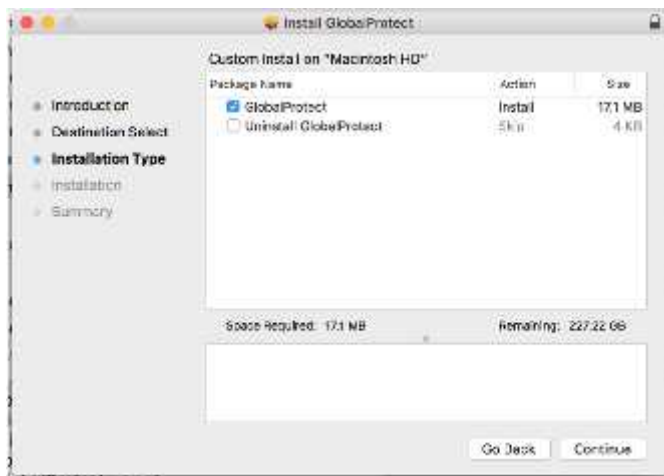 Install GlobalProtect
Custom Install on "Macintosh HD"
Package Name Action Size
GlobalProtect Install 17.1 MB
Uninstall GlobalProtect Skip 4 KB
Introduction
Destination Select
Installation Type
Installation
Summary
Space Required: 17.1 MB Remaining: 227.22 GB
Go Back Continue